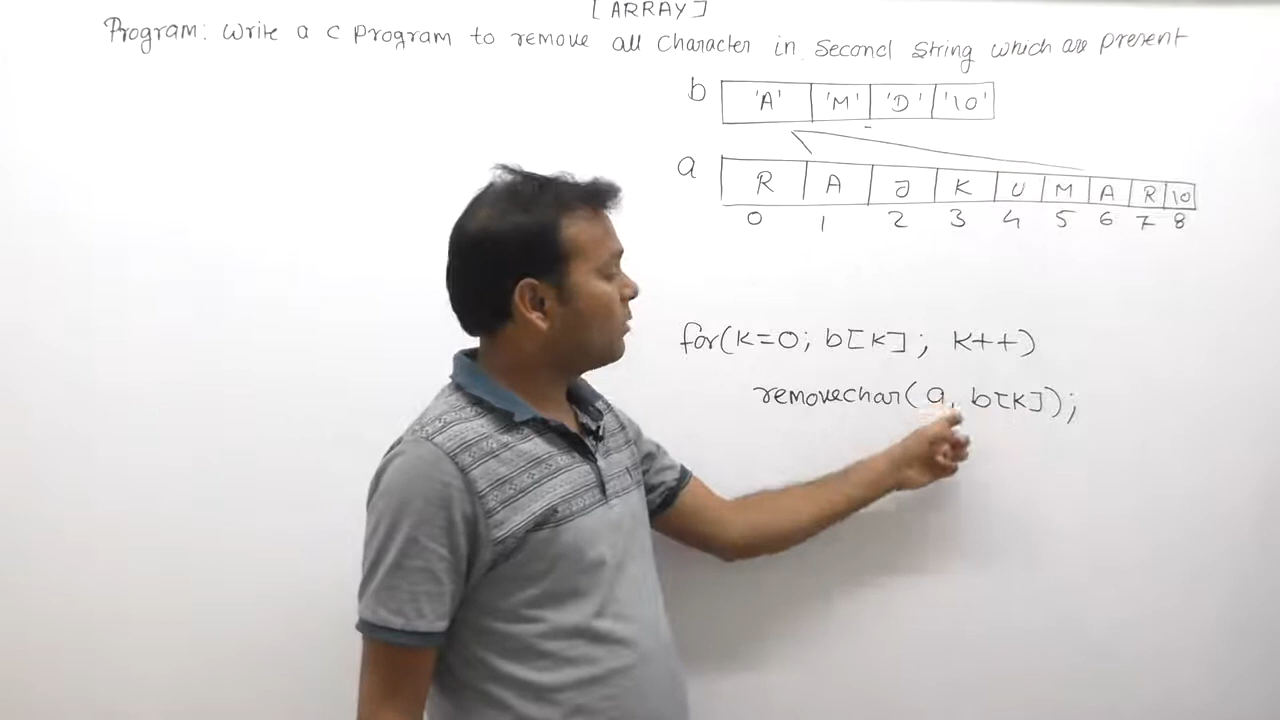 [ARRAY]
Program: Write a c program to remove all character in second string which are present
b 'A' 'M' 'D' '\0'
a R A J K U M A R \0
0 1 2 3 4 5 6 7 8
for(k=0; b[k]; k++)
removechar(a, b[k]);